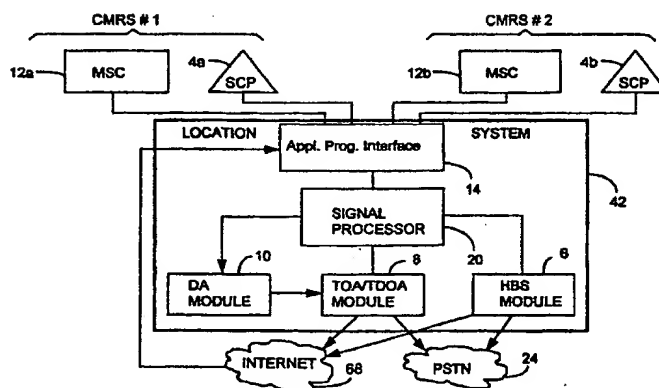 CMRS # 1
CMRS # 2
12a
MSC
4a
SCP
12b
MSC
4b
SCP
LOCATION
SYSTEM
Appl. Prog. Interface
14
42
SIGNAL
PROCESSOR
20
10
8
6
DA
MODULE
TOA/TDOA
MODULE
HBS
MODULE
INTERNET
68
PSTN
24